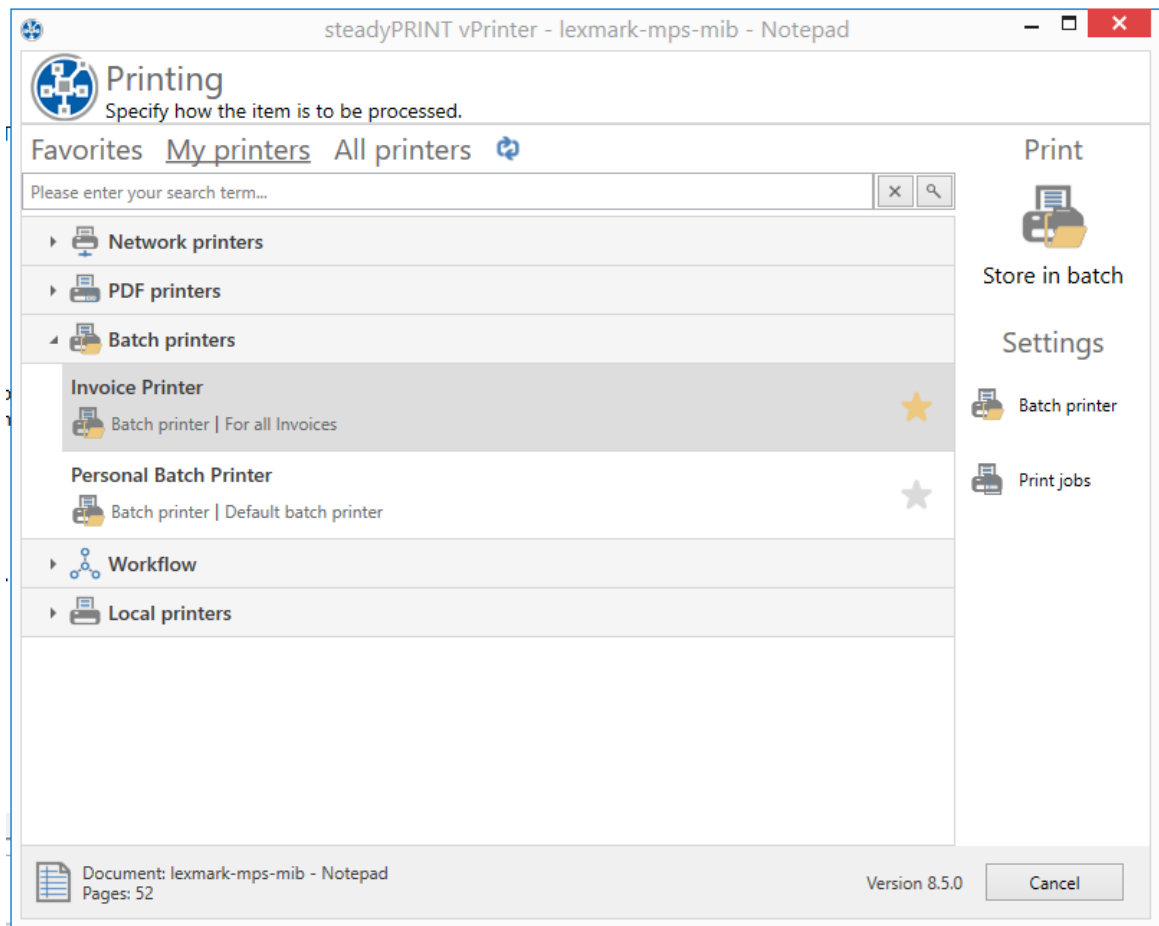 steadyPRINT vPrinter - lexmark-mps-mib - Notepad
Printing
Specify how the item is to be processed.
Favorites My printers All printers
Please enter your search term...
Network printers
PDF printers
Batch printers
Invoice Printer
Batch printer | For all Invoices
Personal Batch Printer
Batch printer | Default batch printer
Workflow
Local printers
Print
Store in batch
Settings
Batch printer
Print jobs
Document: lexmark-mps-mib - Notepad
Pages: 52
Version 8.5.0
Cancel